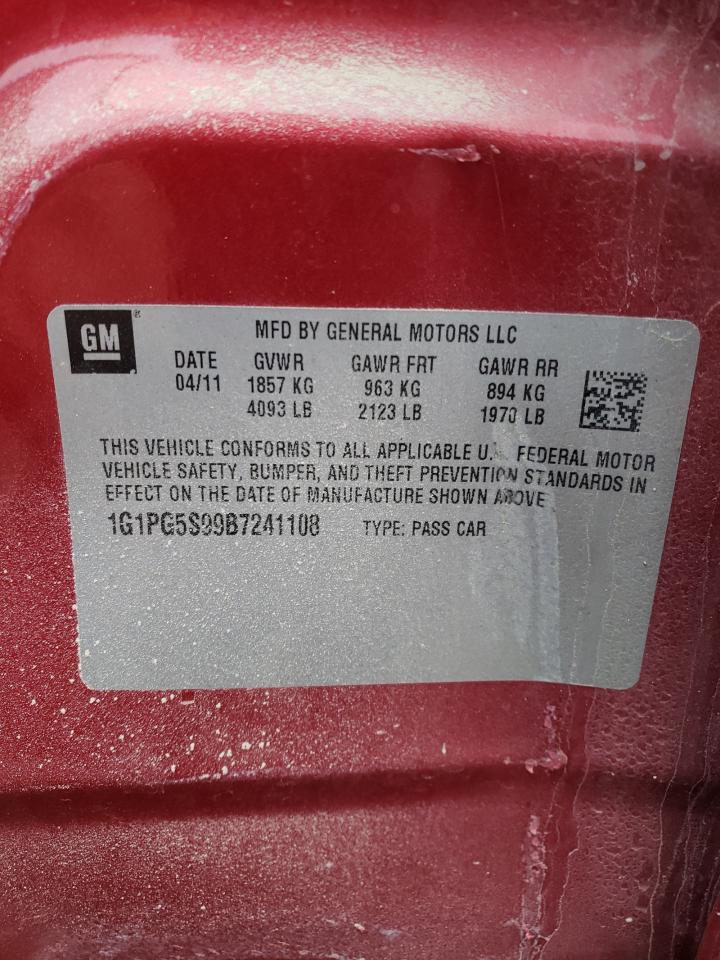 GM
MFD BY GENERAL MOTORS LLC
DATE GVWR GAWR FRT GAWR RR
04/11 1857 KG 963 KG 894 KG
4093 LB 2123 LB 1970 LB
THIS VEHICLE CONFORMS TO ALL APPLICABLE FEDERAL MOTOR
VEHICLE SAFETY, BUMPER, AND THEFT PREVENTION STANDARDS IN
EFFECT ON THE DATE OF MANUFACTURE SHOWN ABOVE
1G1PG5S99B7241108 TYPE: PASS CAR